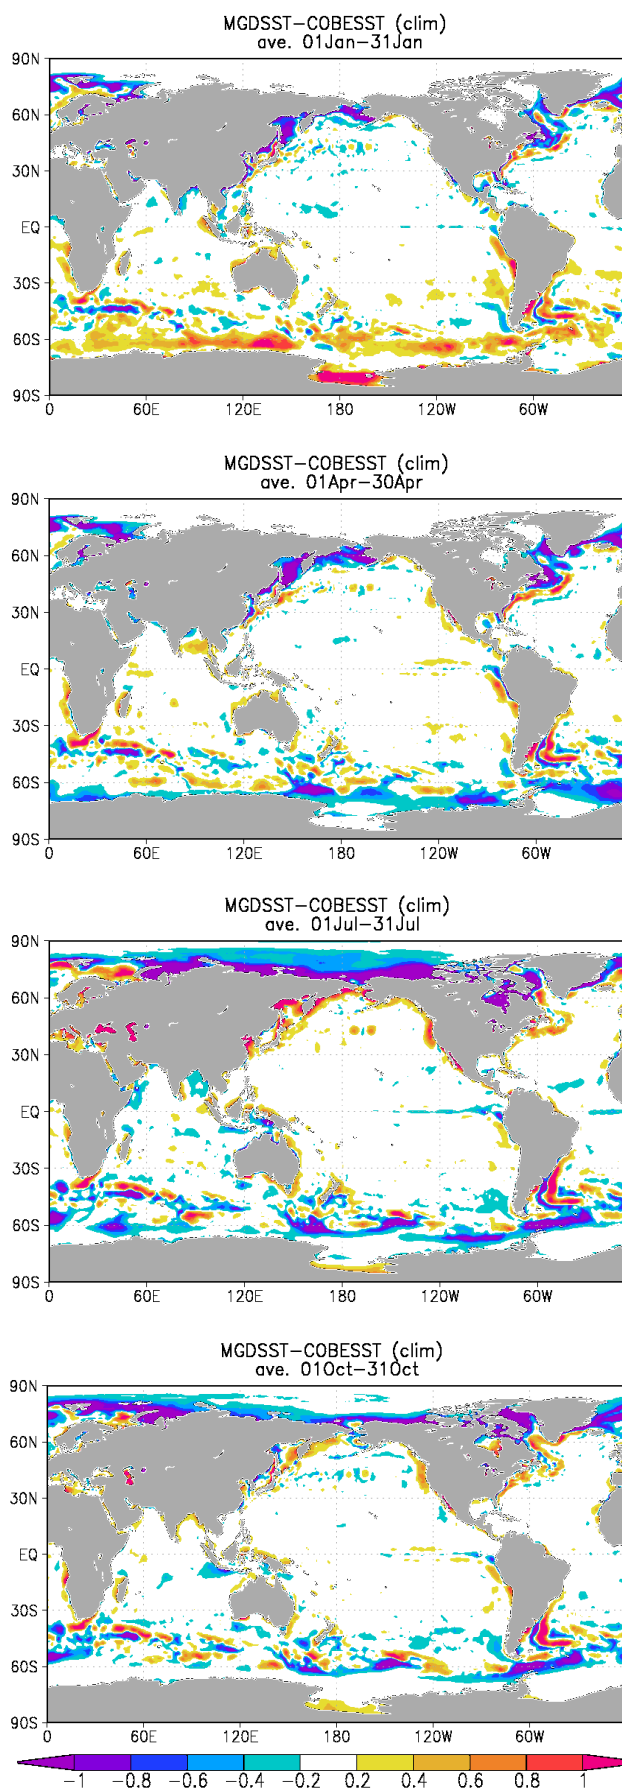 MGDSST−COBESST (clim)
ave. 01Jan−31Jan
90N
60N
30N
EQ
30S
60S
90S
0 60E 120E 180 120W 60W
MGDSST−COBESST (clim)
ave. 01Apr−30Apr
90N
60N
30N
EQ
30S
60S
90S
0 60E 120E 180 120W 60W
MGDSST−COBESST (clim)
ave. 01Jul−31Jul
90N
60N
30N
EQ
30S
60S
90S
0 60E 120E 180 120W 60W
MGDSST−COBESST (clim)
ave. 01Oct−31Oct
90N
60N
30N
EQ
30S
60S
90S
0 60E 120E 180 120W 60W
−1 −0.8 −0.6 −0.4 −0.2 0.2 0.4 0.6 0.8 1